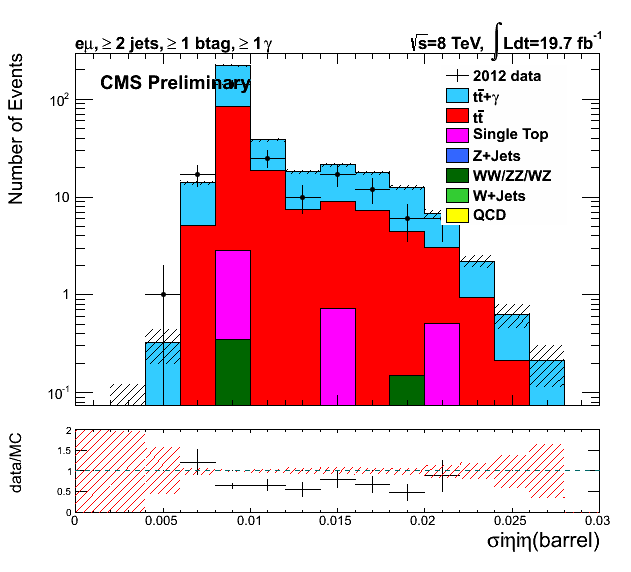 eμ, ≥ 2 jets, ≥ 1 btag, ≥ 1γ
√s=8 TeV, ∫Ldt=19.7 fb⁻¹
CMS Preliminary
2012 data
tt̄+γ
tt̄
Single Top
Z+Jets
WW/ZZ/WZ
W+Jets
QCD
Number of Events
10²
10
1
10⁻¹
data/MC
2
1.5
1
0.5
0
0 0.005 0.01 0.015 0.02 0.025 0.03
σiηiη(barrel)